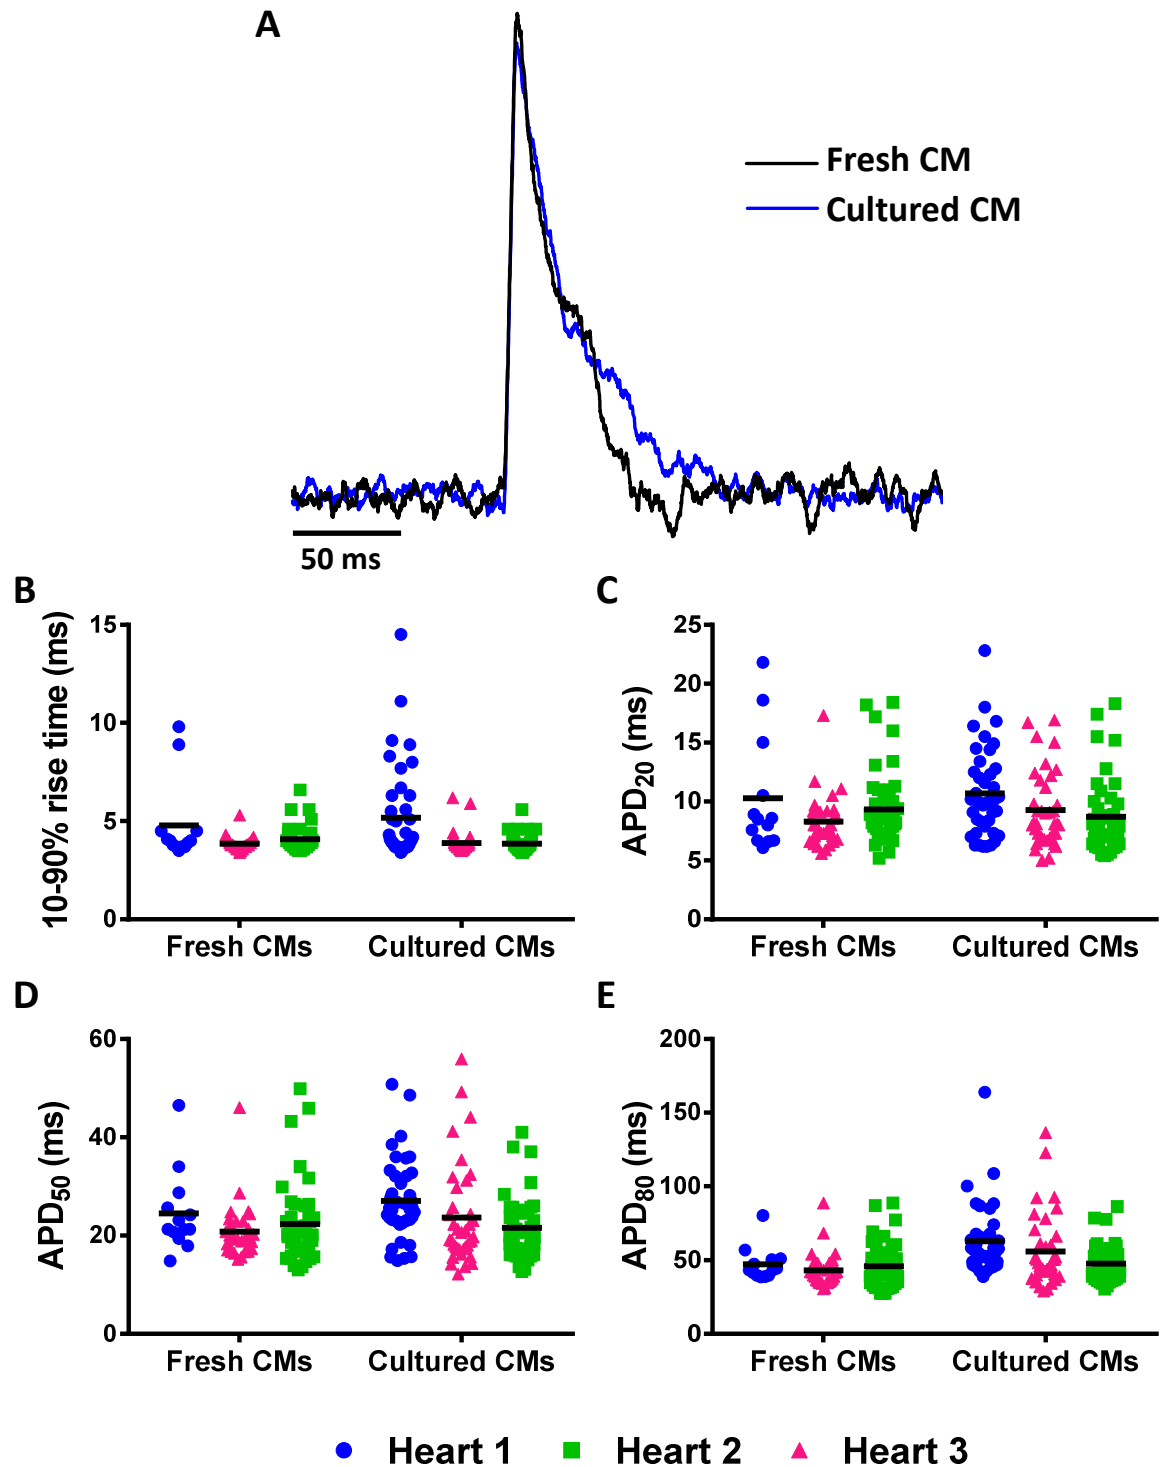 A
Fresh CM
Cultured CM
50 ms
B
10-90% rise time (ms)
15
10
5
0
Fresh CMs
Cultured CMs
C
APD20 (ms)
25
20
15
10
5
0
Fresh CMs
Cultured CMs
D
APD50 (ms)
60
40
20
0
Fresh CMs
Cultured CMs
E
APD80 (ms)
200
150
100
50
0
Fresh CMs
Cultured CMs
Heart 1
Heart 2
Heart 3